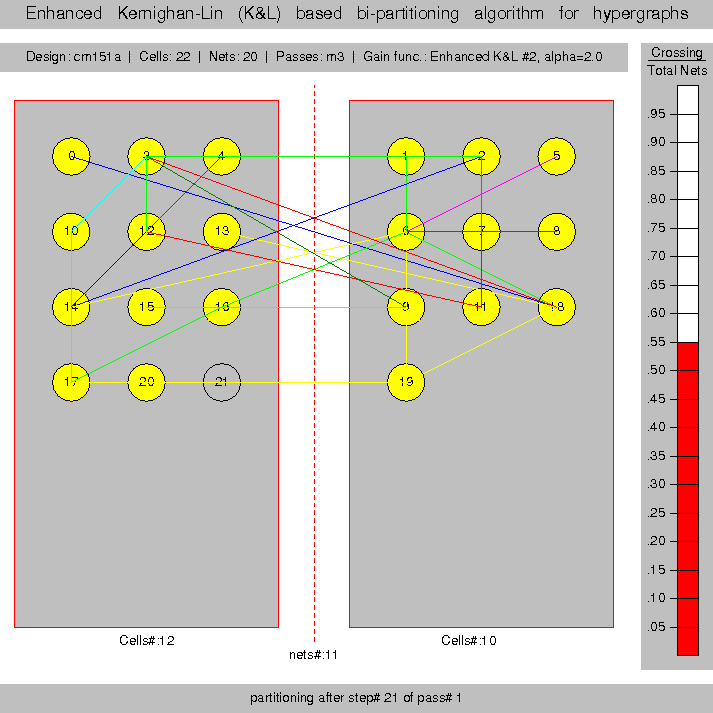 Enhanced Kernighan-Lin (K&L) based bi-partitioning algorithm for hypergraphs
Design: cm151a | Cells: 22 | Nets: 20 | Passes: m3 | Gain func.: Enhanced K&L #2, alpha=2.0
Crossing
Total Nets
0 3 4 1 2 5
10 12 13 6 7 8
14 15 16 9 11 18
17 20 21 19
.95
.90
.85
.80
.75
.70
.65
.60
.55
.50
.45
.40
.35
.30
.25
.20
.15
.10
.05
Cells#:12
Cells#:10
nets#:11
partitioning after step# 21 of pass# 1